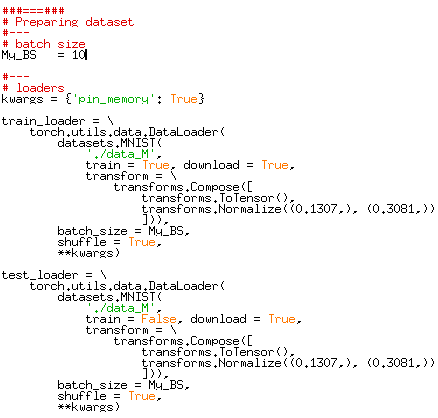 ###===###
# Preparing dataset
#---
# batch size
My_BS   = 10

#---
# loaders
kwargs = {'pin_memory': True}

train_loader = \
    torch.utils.data.DataLoader(
        datasets.MNIST(
            './data_M',
            train = True, download = True,
            transform = \
                transforms.Compose([
                    transforms.ToTensor(),
                    transforms.Normalize((0.1307,), (0.3081,))
                    ])),
        batch_size = My_BS,
        shuffle = True,
        **kwargs)

test_loader = \
    torch.utils.data.DataLoader(
        datasets.MNIST(
            './data_M',
            train = False, download = True,
            transform = \
                transforms.Compose([
                    transforms.ToTensor(),
                    transforms.Normalize((0.1307,), (0.3081,))
                    ])),
        batch_size = My_BS,
        shuffle = True,
        **kwargs)